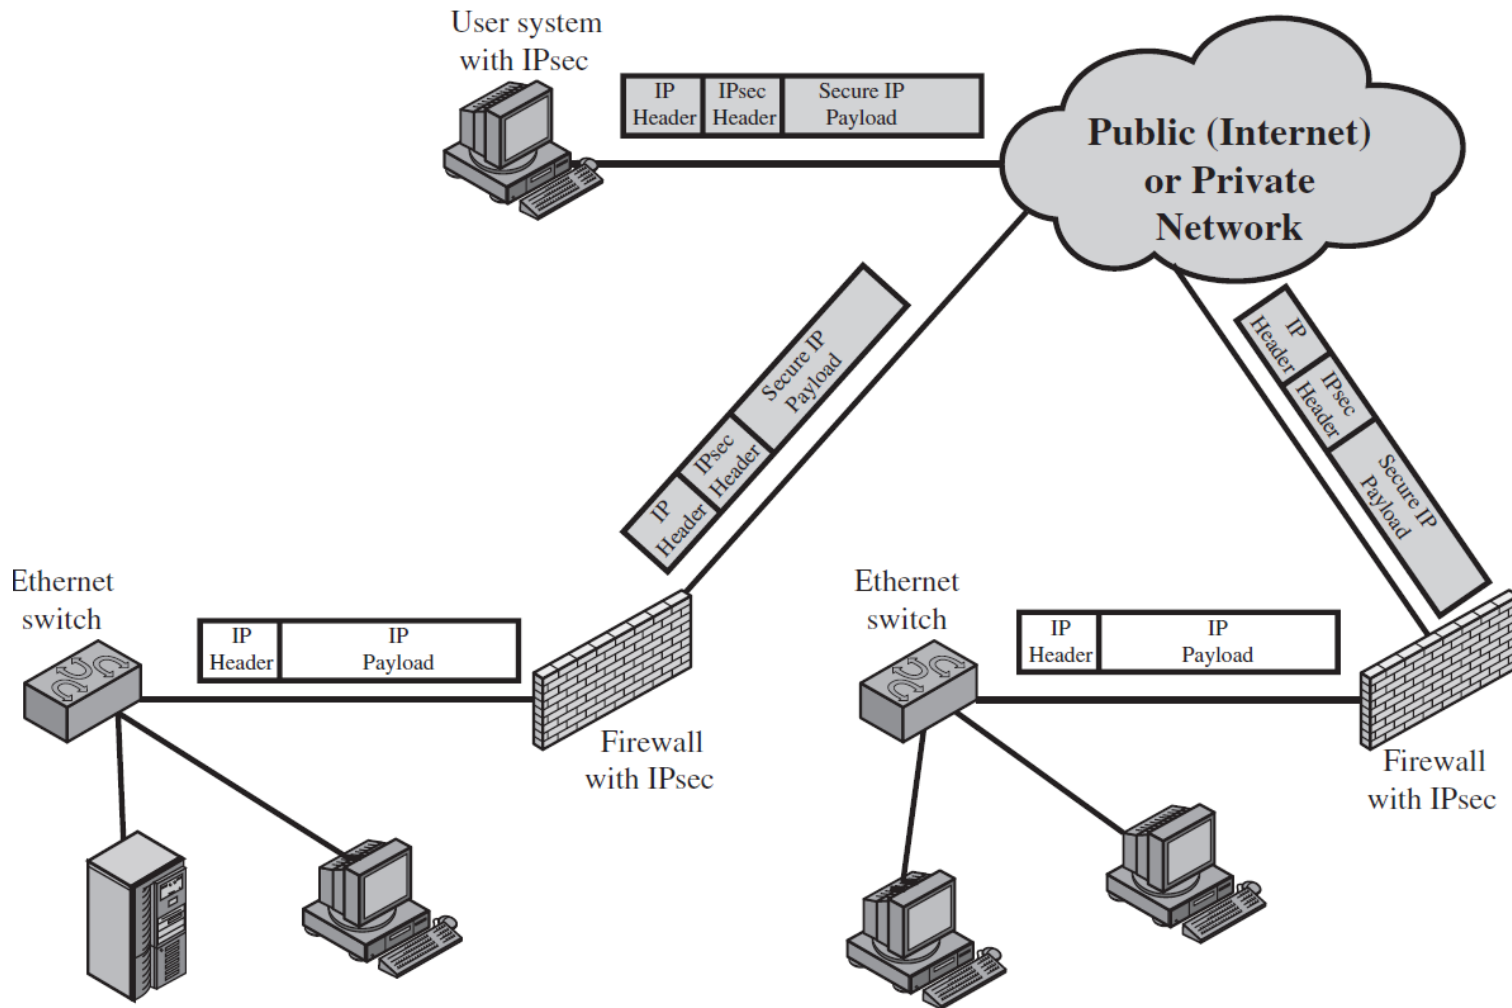 User system
with IPsec
IP
Header
IPsec
Header
Secure IP
Payload
Public (Internet)
or Private
Network
Secure IP
Payload
IPsec
Header
IP
Header
IP
Header
IPsec
Header
Secure IP
Payload
Ethernet
switch
IP
Header
IP
Payload
Firewall
with IPsec
Ethernet
switch
IP
Header
IP
Payload
Firewall
with IPsec